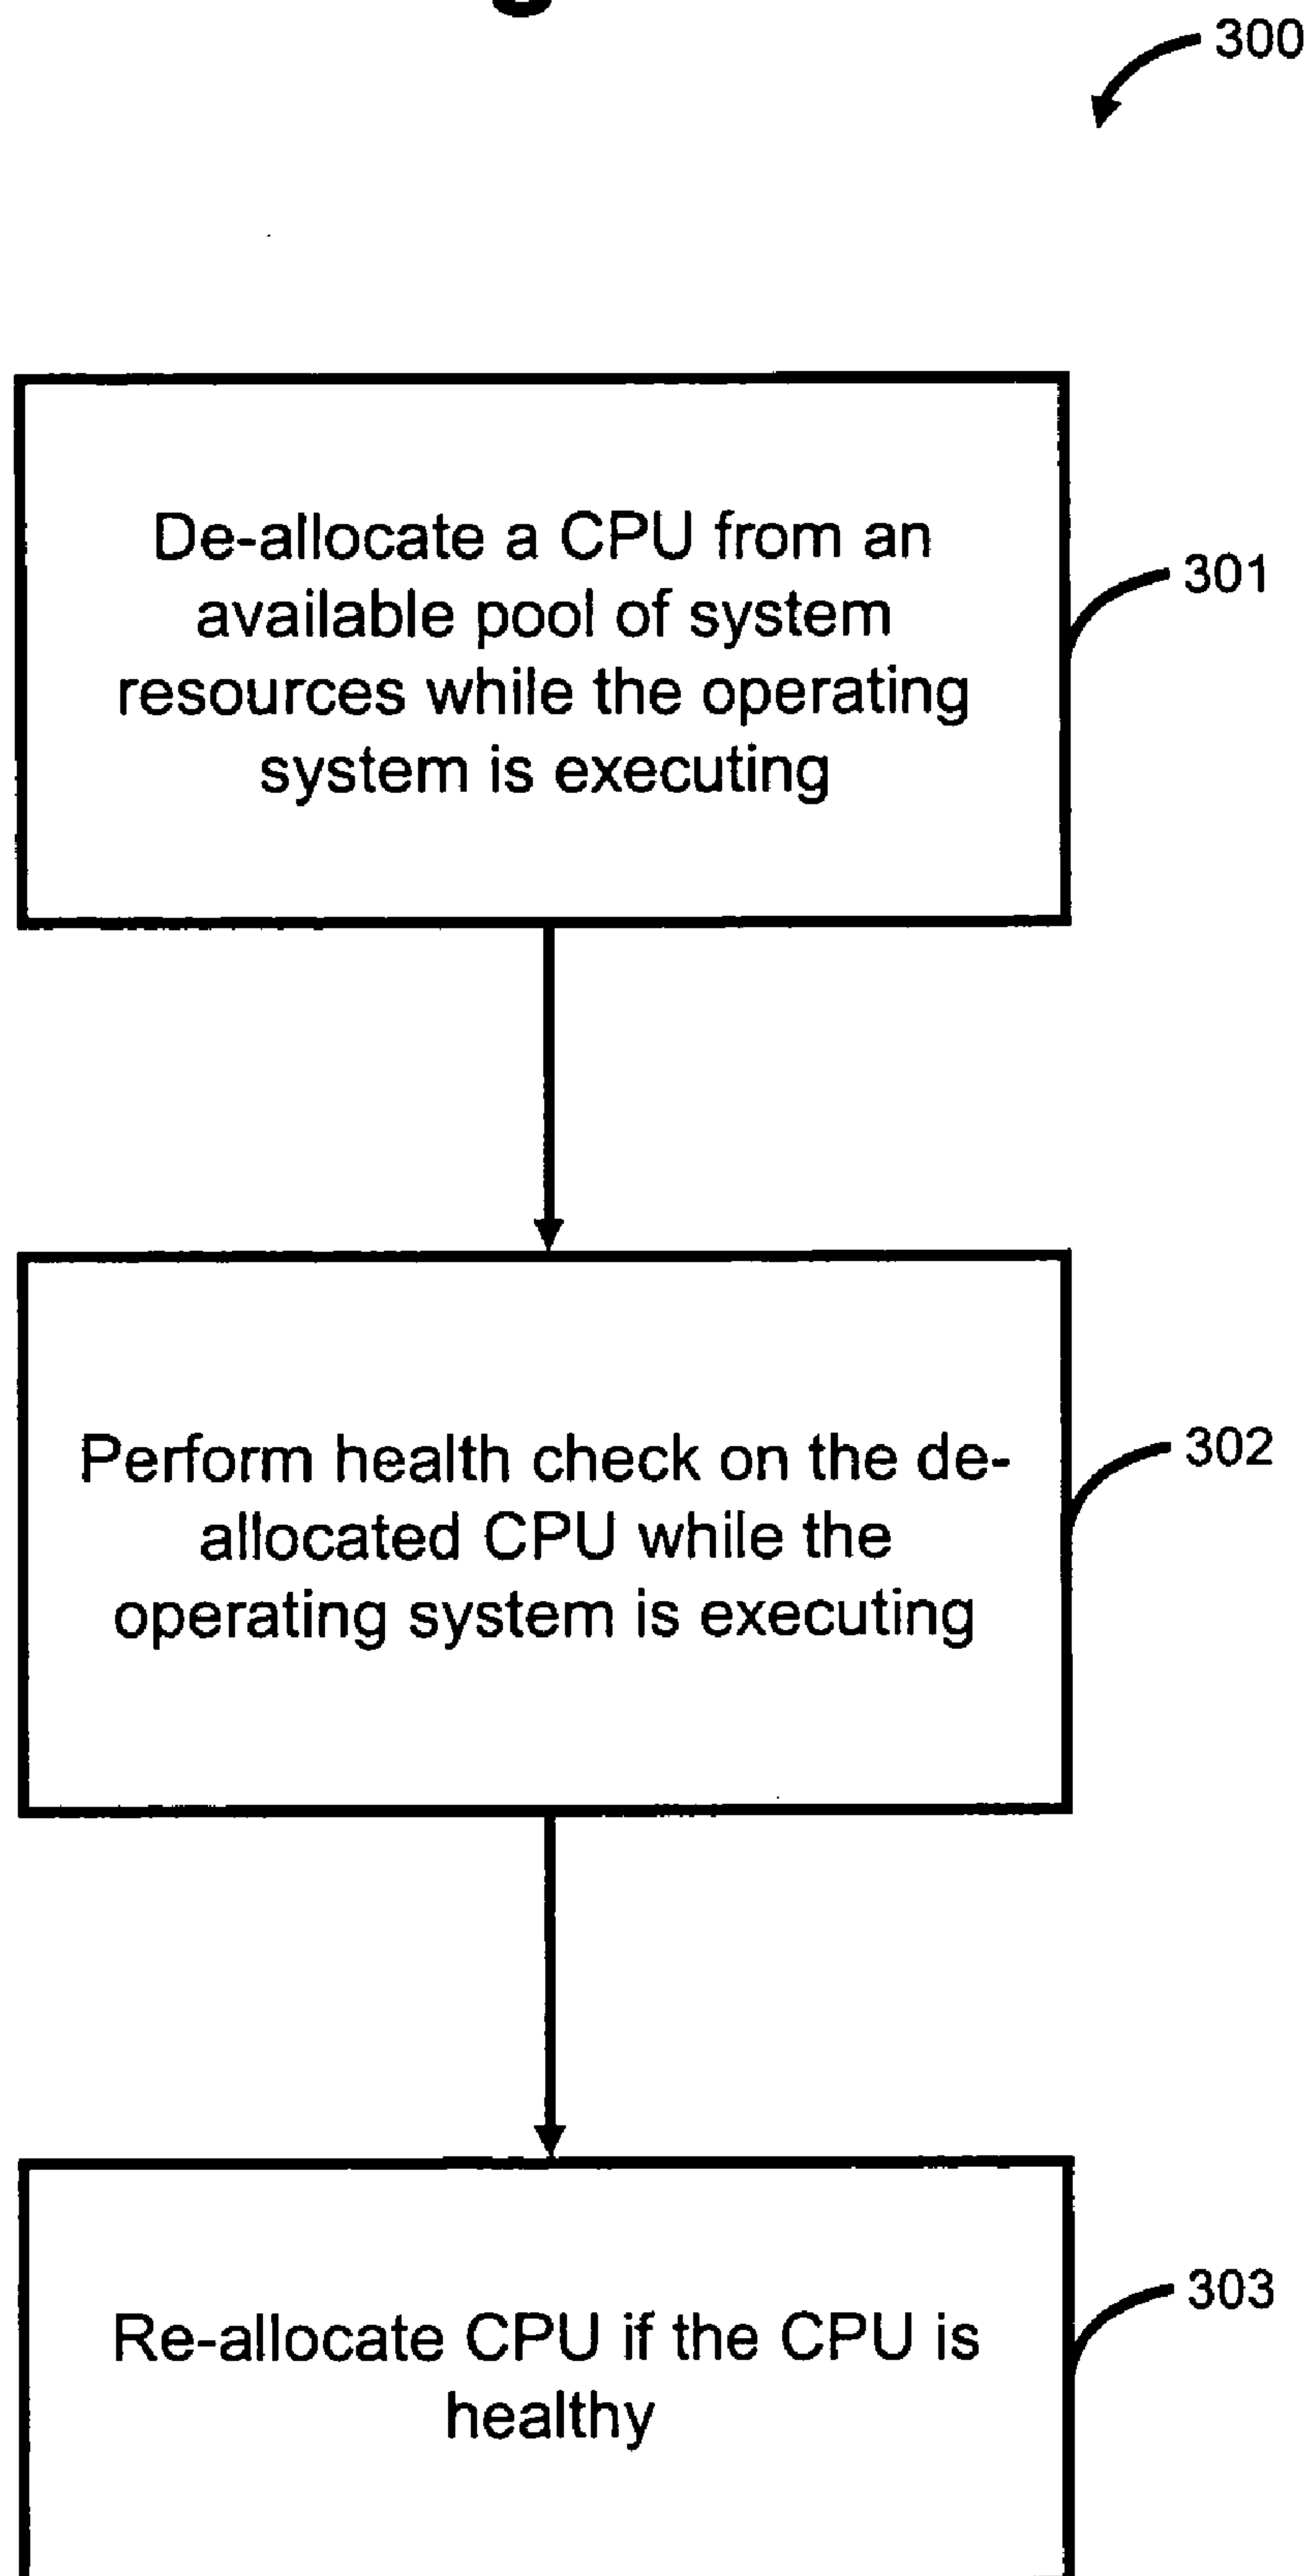 300
De-allocate a CPU from an
available pool of system
resources while the operating
system is executing
301
Perform health check on the de-
allocated CPU while the
operating system is executing
302
Re-allocate CPU if the CPU is
healthy
303